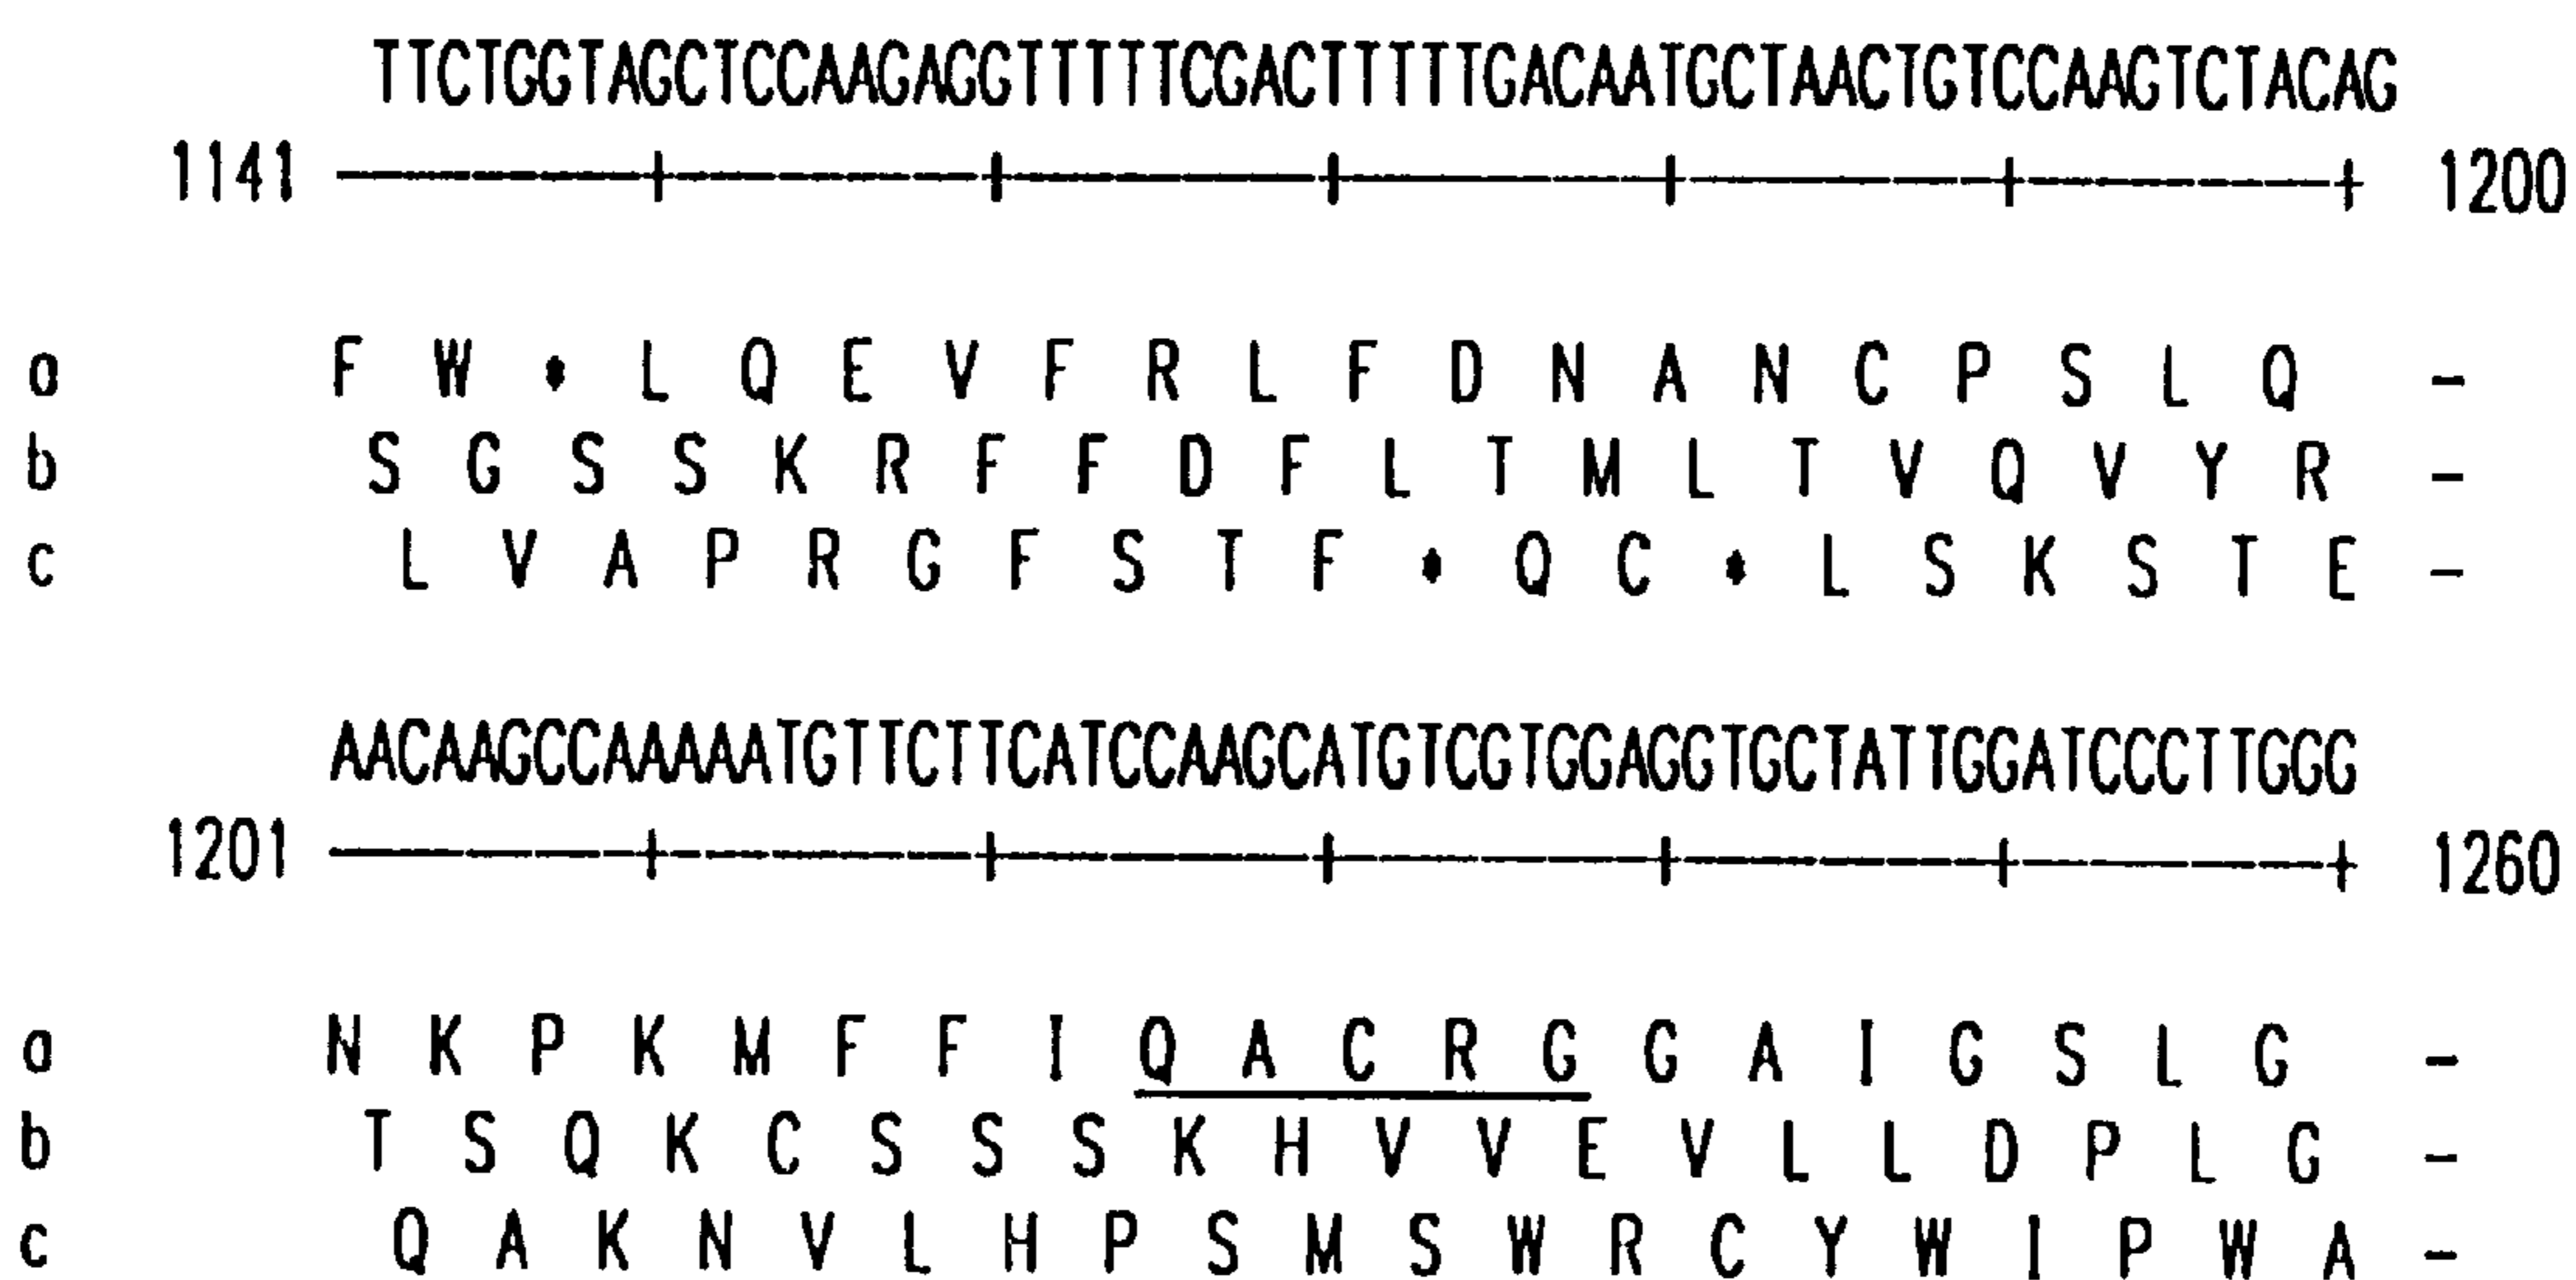 TTCTGGTAGCTCCAAGAGGTTTTTCGACTTTTTGACAATGCTAACTGTCCAAGTCTACAG
1141 ---------+---------+---------+---------+---------+---------+ 1200
a F W * L Q E V F R L F D N A N C P S L Q -
b S G S S K R F F D F L T M L T V Q V Y R -
c L V A P R G F S T F * Q C * L S K S T E -
AACAAGCCAAAAATGTTCTTCATCCAAGCATGTCGTGGAGGTGCTATTGGATCCCTTGGG
1201 ---------+---------+---------+---------+---------+---------+ 1260
a N K P K M F F I Q A C R G G A I G S L G -
b T S Q K C S S S K H V V E V L L D P L G -
c Q A K N V L H P S M S W R C Y W I P W A -